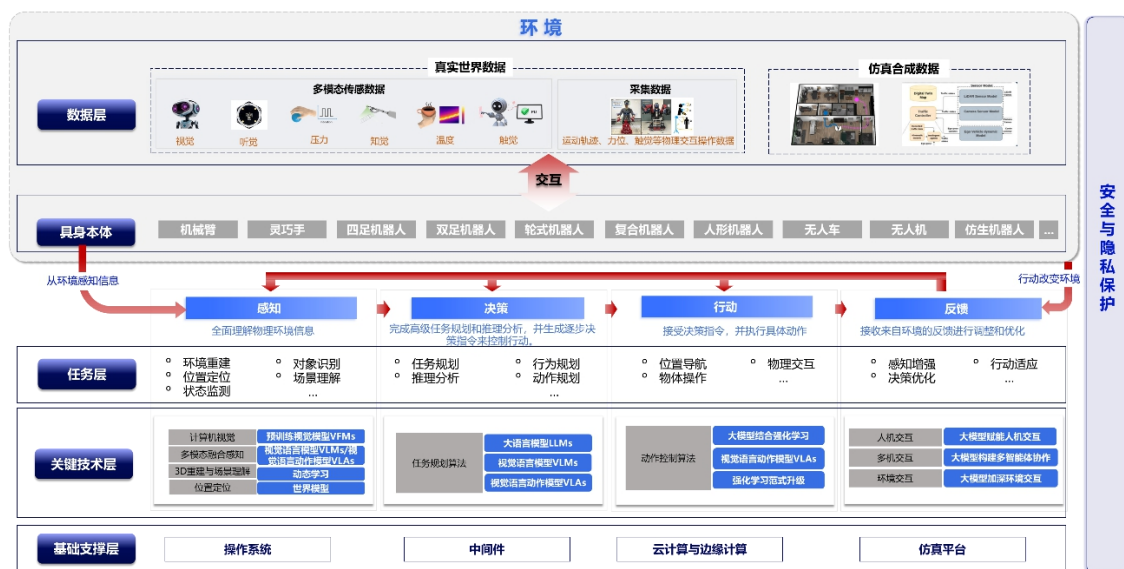 环境
真实世界数据
仿真合成数据
多模态传感数据
采集数据
数据层
视觉
听觉
压力
知觉
温度
触觉
运动轨迹、力位、触觉等物理交互操作数据
交互
安全与隐私保护
具身本体
机械臂
灵巧手
四足机器人
双足机器人
轮式机器人
复合机器人
人形机器人
无人车
无人机
仿生机器人
...
从环境感知信息
行动改变环境
感知
决策
行动
反馈
全面理解物理环境信息
完成高级任务规划和推理分析，并生成逐步决
策指令来控制行动。
接受决策指令，并执行具体动作
接收来自环境的反馈进行调整和优化
任务层
环境重建
位置定位
状态监测
对象识别
场景理解
...
任务规划
推理分析
行为规划
动作规划
...
位置导航
物体操作
物理交互
...
感知增强
决策优化
行动适应
...
关键技术层
计算机视觉
预训练视觉模型VFMs
多模态融合感知
视觉语言模型VLMs/视
觉语言动作模型VLAs
3D重建与场景理解
动态学习
位置定位
世界模型
任务规划算法
大语言模型LLMs
视觉语言模型VLMs
视觉语言动作模型VLAs
动作控制算法
大模型结合强化学习
视觉语言动作模型VLAs
强化学习范式升级
人机交互
大模型赋能人机交互
多机交互
大模型构建多智能体协作
环境交互
大模型加深环境交互
基础支撑层
操作系统
中间件
云计算与边缘计算
仿真平台